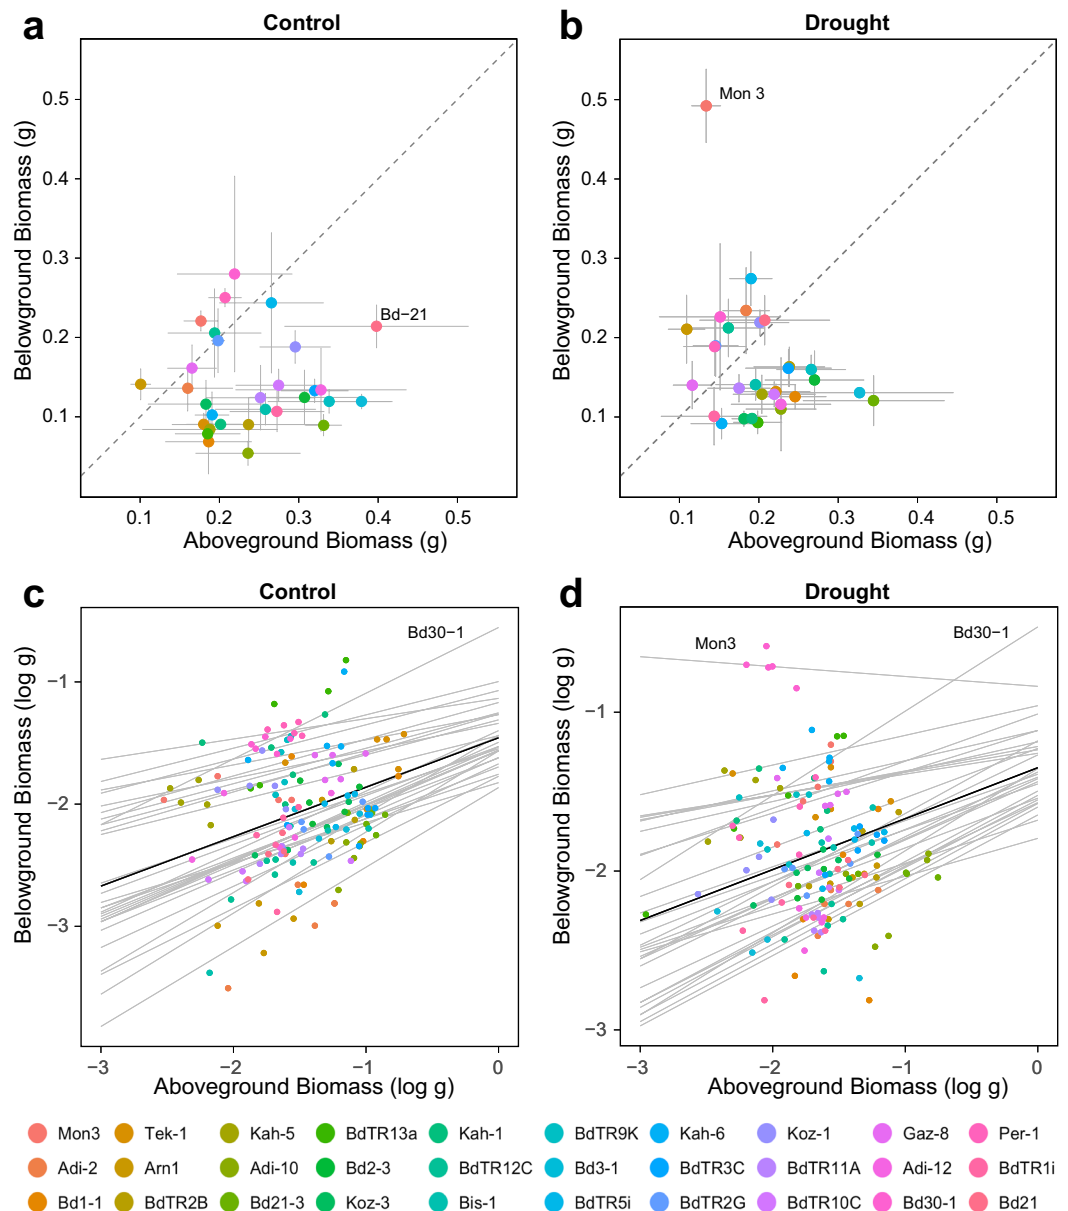 a
Control
b
Drought
Belowground Biomass (g)
0.5
0.4
0.3
0.2
0.1
Bd−21
0.1 0.2 0.3 0.4 0.5
Aboveground Biomass (g)
Belowground Biomass (g)
0.5
0.4
0.3
0.2
0.1
Mon 3
0.1 0.2 0.3 0.4 0.5
Aboveground Biomass (g)
c
Control
d
Drought
Belowground Biomass (log g)
−1
−2
−3
Bd30−1
−3 −2 −1 0
Aboveground Biomass (log g)
Belowground Biomass (log g)
−1
−2
−3
Mon3
Bd30−1
−3 −2 −1 0
Aboveground Biomass (log g)
Mon3 Tek-1 Kah-5 BdTR13a Kah-1 BdTR9K Kah-6 Koz-1 Gaz-8 Per-1
Adi-2 Arn1 Adi-10 Bd2-3 BdTR12C Bd3-1 BdTR3C BdTR11A Adi-12 BdTR1i
Bd1-1 BdTR2B Bd21-3 Koz-3 Bis-1 BdTR5i BdTR2G BdTR10C Bd30-1 Bd21